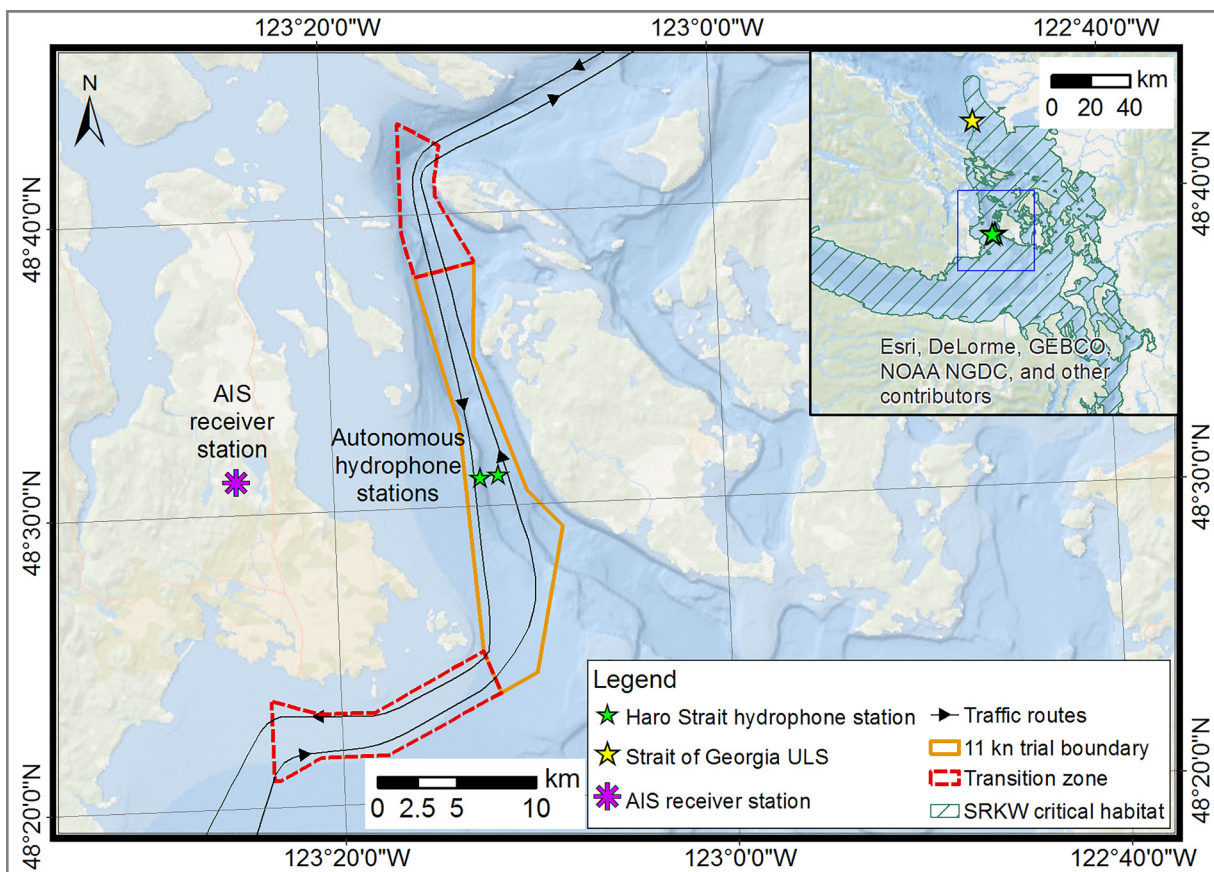 123°20'0"W
123°0'0"W
122°40'0"W
N
km
0 20 40
48°40'0"N
48°40'0"N
Esri, DeLorme, GEBCO,
NOAA NGDC, and other
contributors
AIS
receiver
station
Autonomous
hydrophone
stations
48°30'0"N
48°30'0"N
Legend
Haro Strait hydrophone station
Strait of Georgia ULS
AIS receiver station
Traffic routes
11 kn trial boundary
Transition zone
SRKW critical habitat
km
0 2.5 5 10
48°20'0"N
48°20'0"N
123°20'0"W
123°0'0"W
122°40'0"W